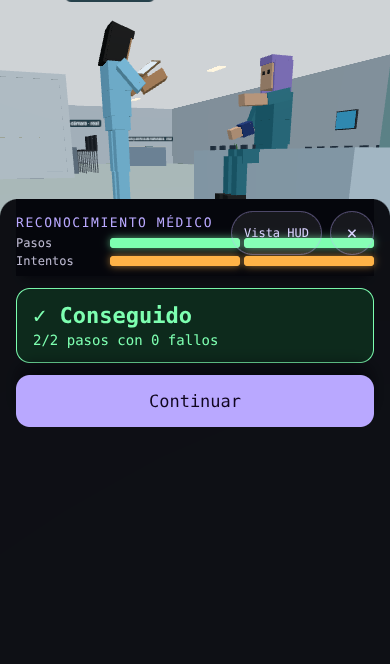 RECONOCIMIENTO MÉDICO
Vista HUD
×
Pasos
Intentos
✓ Conseguido
2/2 pasos con 0 fallos
Continuar